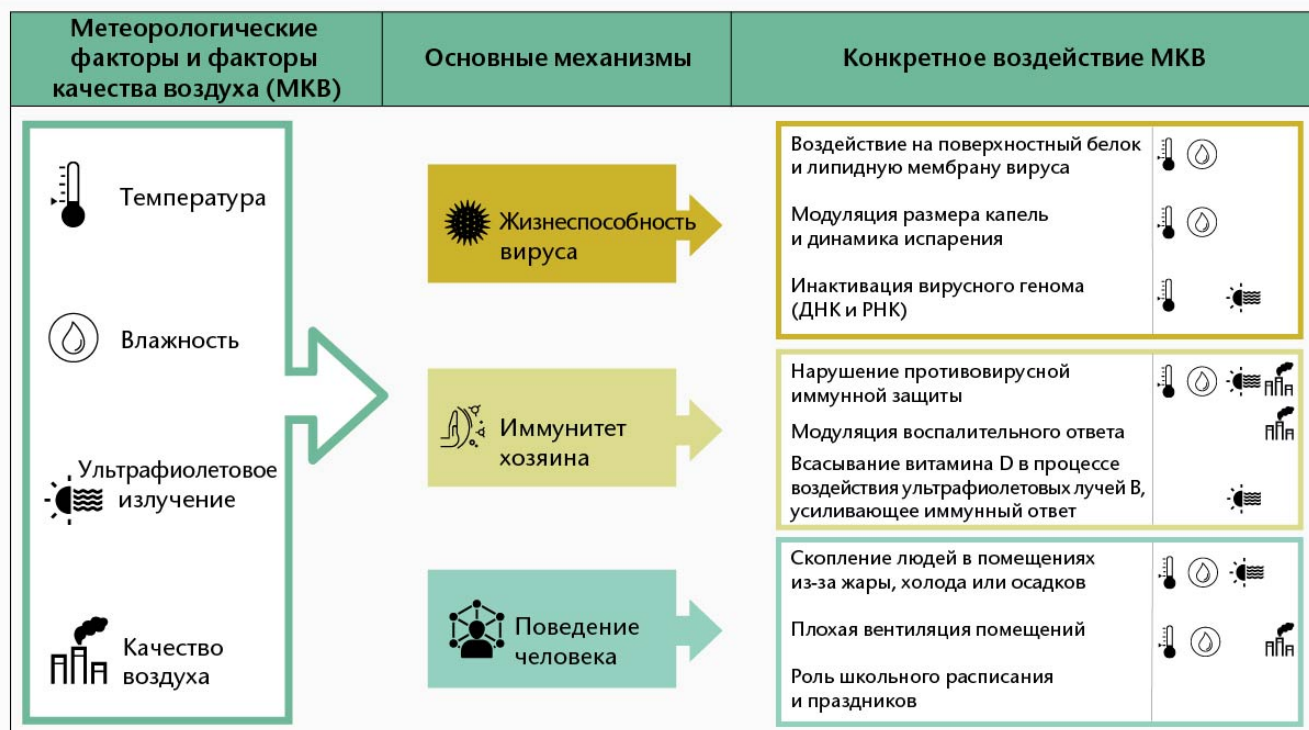 Метеорологические
факторы и факторы
качества воздуха (МКВ)
Основные механизмы
Конкретное воздействие МКВ
Температура
Влажность
Ультрафиолетовое
излучение
Качество
воздуха
Жизнеспособность
вируса
Иммунитет
хозяина
Поведение
человека
Воздействие на поверхностный белок
и липидную мембрану вируса
Модуляция размера капель
и динамика испарения
Инактивация вирусного генома
(ДНК и РНК)
Нарушение противовирусной
иммунной защиты
Модуляция воспалительного ответа
Всасывание витамина D в процессе
воздействия ультрафиолетовых лучей B,
усиливающее иммунный ответ
Скопление людей в помещениях
из-за жары, холода или осадков
Плохая вентиляция помещений
Роль школьного расписания
и праздников